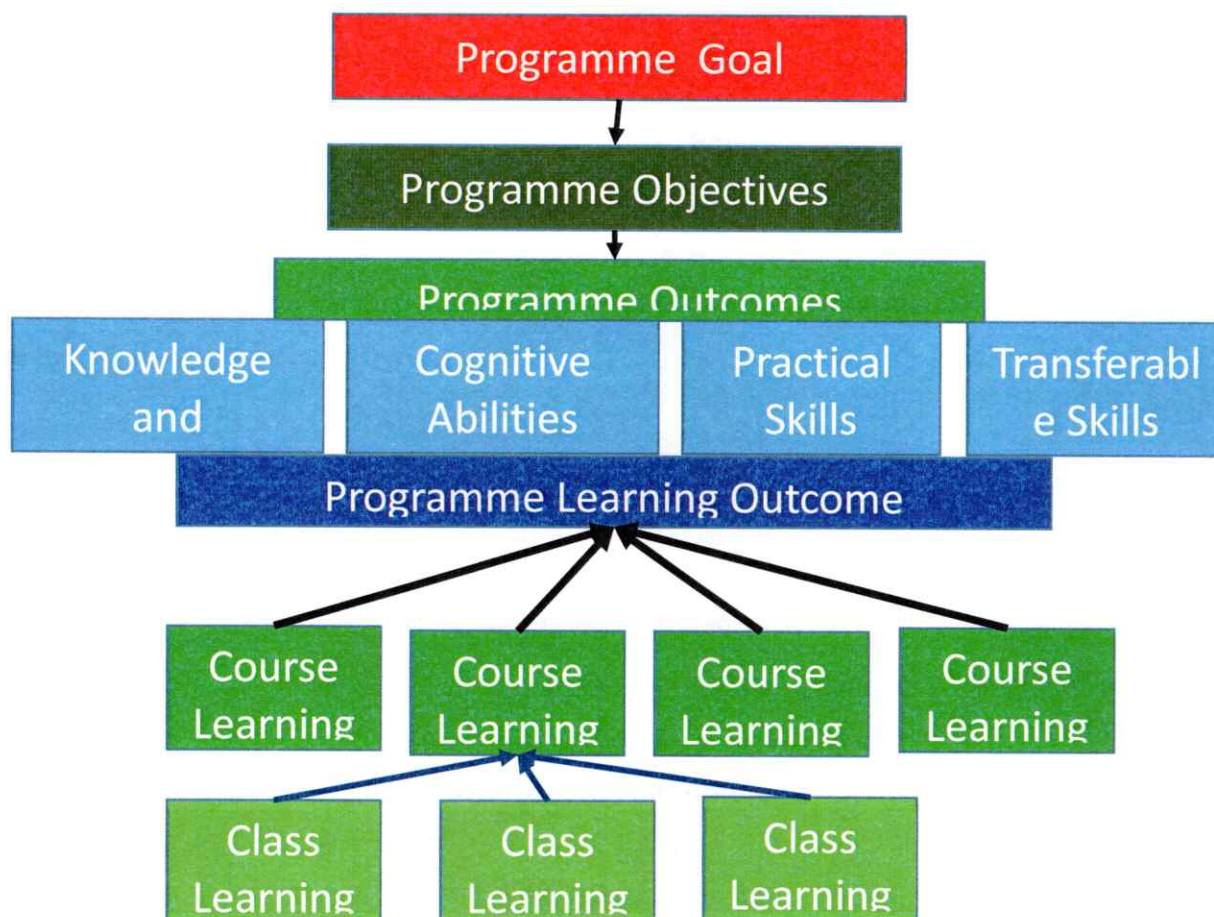 Programme Goal
Programme Objectives
Programme Outcomes
Knowledge
and
Cognitive
Abilities
Practical
Skills
Transferabl
e Skills
Programme Learning Outcome
Course
Learning
Course
Learning
Course
Learning
Course
Learning
Class
Learning
Class
Learning
Class
Learning